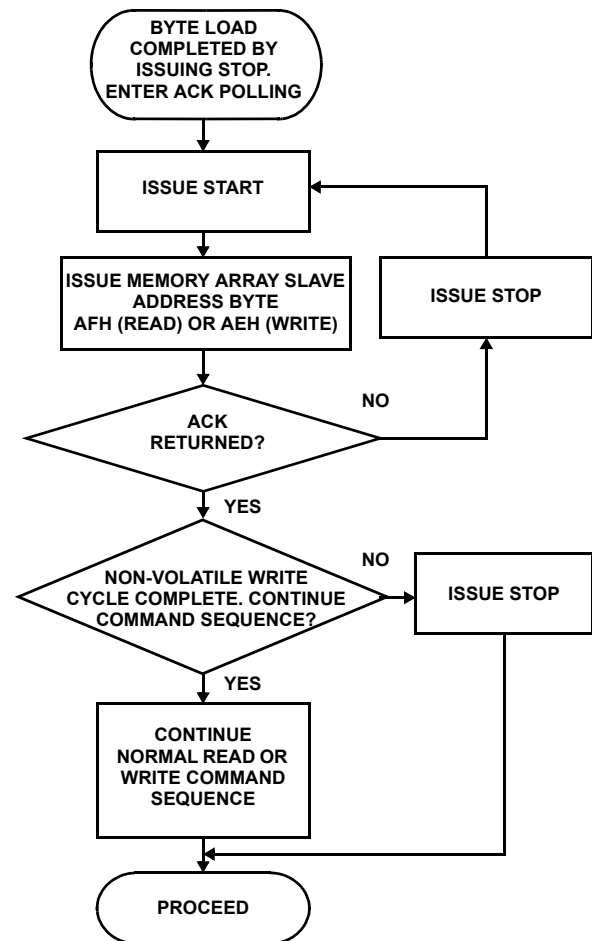 BYTE LOAD
COMPLETED BY
ISSUING STOP.
ENTER ACK POLLING
ISSUE START
ISSUE MEMORY ARRAY SLAVE
ADDRESS BYTE
AFH (READ) OR AEH (WRITE)
ISSUE STOP
ACK
RETURNED?
NO
YES
NON-VOLATILE WRITE
CYCLE COMPLETE. CONTINUE
COMMAND SEQUENCE?
NO
ISSUE STOP
YES
CONTINUE
NORMAL READ OR
WRITE COMMAND
SEQUENCE
PROCEED